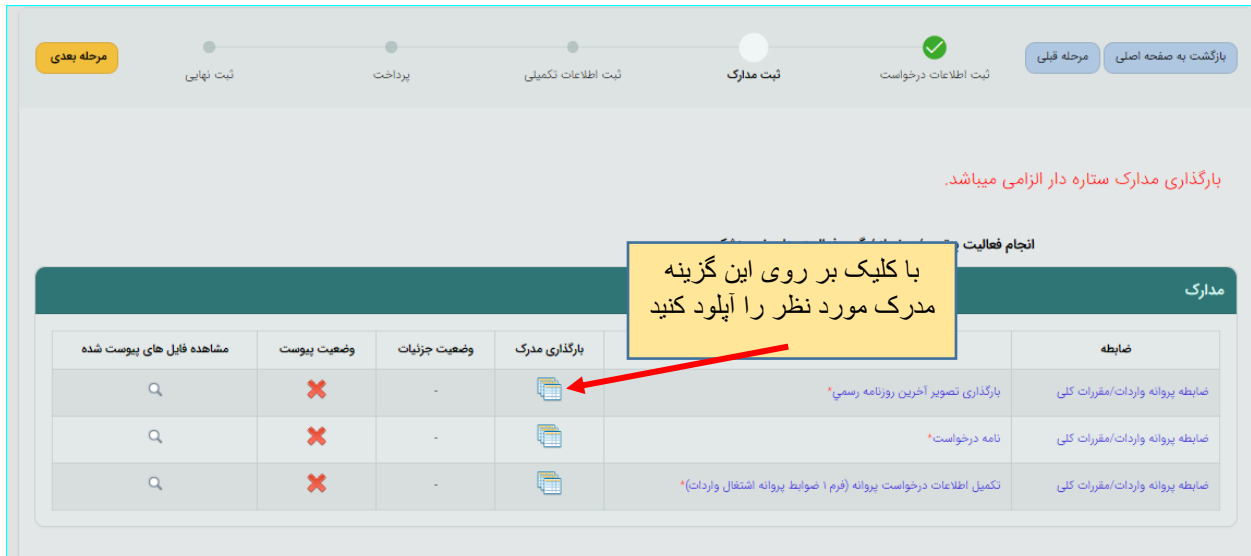 بازگشت به صفحه اصلی
مرحله قبلی
ثبت اطلاعات درخواست
ثبت مدارک
ثبت اطلاعات تکمیلی
پرداخت
ثبت نهایی
مرحله بعدی
بارگذاری مدارک ستاره دار الزامی میباشد.
انجام فعالیت
با کلیک بر روی این گزینه
مدرک مورد نظر را آپلود کنید
مدارک
ضابطه
بارگذاری مدرک
وضعیت جزئیات
وضعیت پیوست
مشاهده فایل های پیوست شده
ضابطه پروانه واردات/مقررات کلی
بارگذاری تصویر آخرین روزنامه رسمي*
-
ضابطه پروانه واردات/مقررات کلی
نامه درخواست*
-
ضابطه پروانه واردات/مقررات کلی
تکمیل اطلاعات درخواست پروانه (فرم ۱ ضوابط پروانه اشتغال واردات)*
-